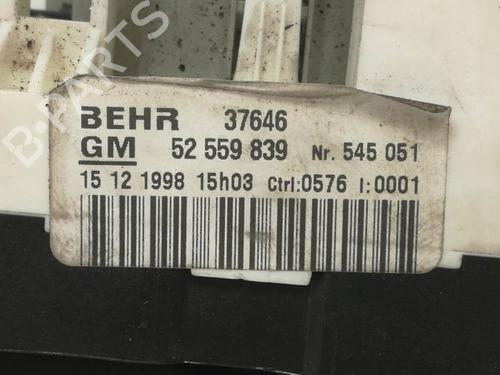 BEHR 37646
GM 52 559 839 Nr. 545 051
15 12 1998 15h03 Ctrl:0576 I:0001
B-PARTS